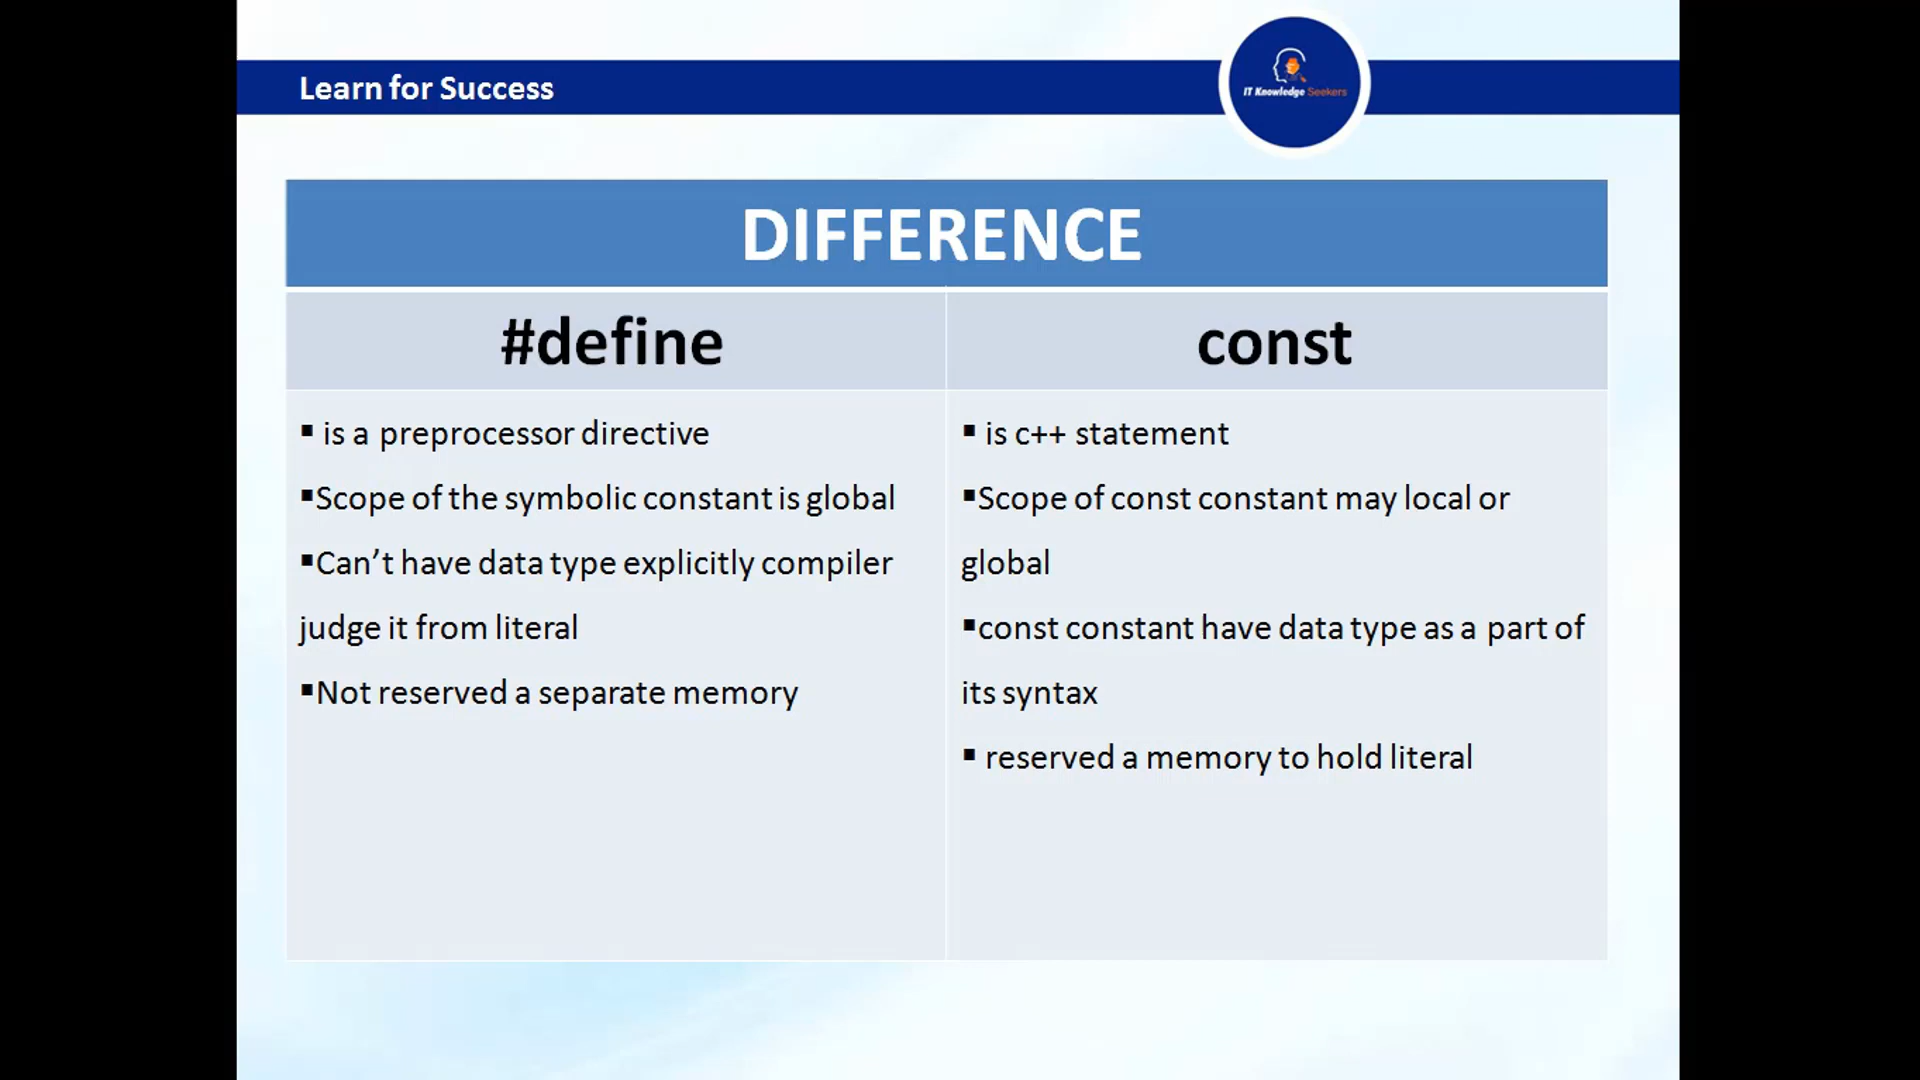 Learn for Success
IT Knowledge Seekers
DIFFERENCE
#define
const
▪ is a preprocessor directive
▪Scope of the symbolic constant is global
▪Can’t have data type explicitly compiler
judge it from literal
▪Not reserved a separate memory
▪ is c++ statement
▪Scope of const constant may local or
global
▪const constant have data type as a part of
its syntax
▪ reserved a memory to hold literal